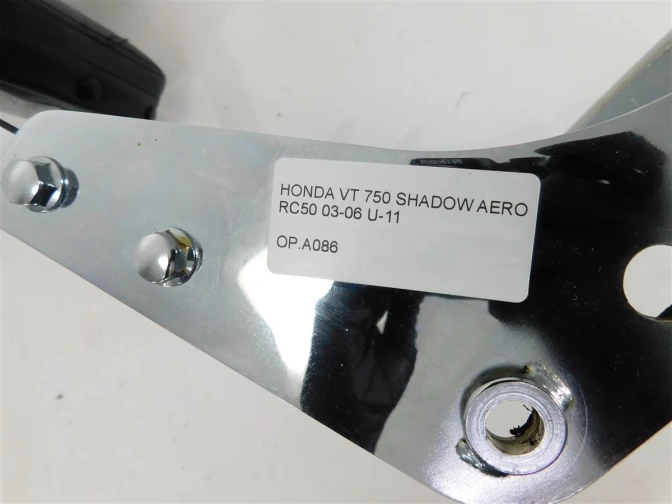 HONDA VT 750 SHADOW AERO
RC50 03-06 U-11
OP.A086